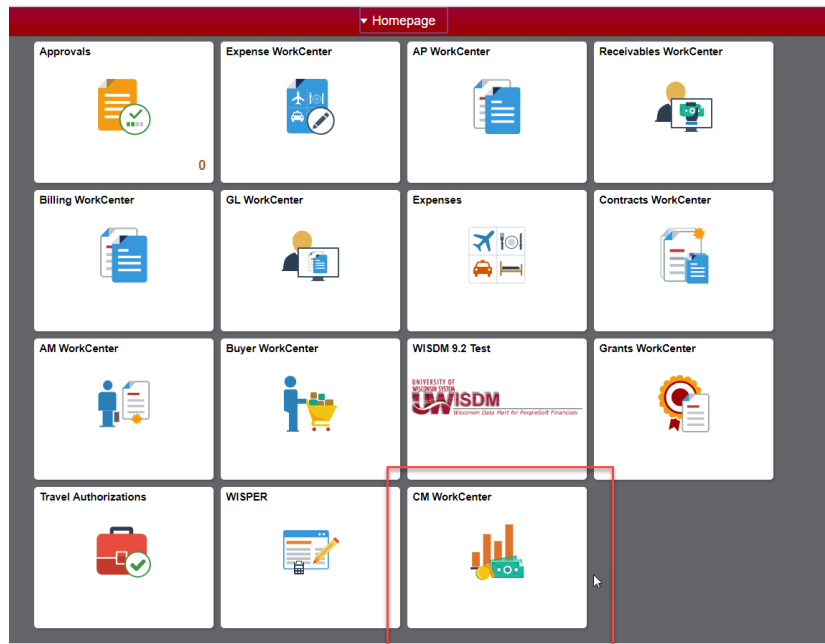 Homepage
Approvals
Expense WorkCenter
AP WorkCenter
Receivables WorkCenter
0
Billing WorkCenter
GL WorkCenter
Expenses
Contracts WorkCenter
AM WorkCenter
Buyer WorkCenter
WISDM 9.2 Test
Grants WorkCenter
UNIVERSITY OF
WISCONSIN SYSTEM
UWISDM
Wisconsin Data Mart for PeopleSoft Financials
Travel Authorizations
WISPER
CM WorkCenter